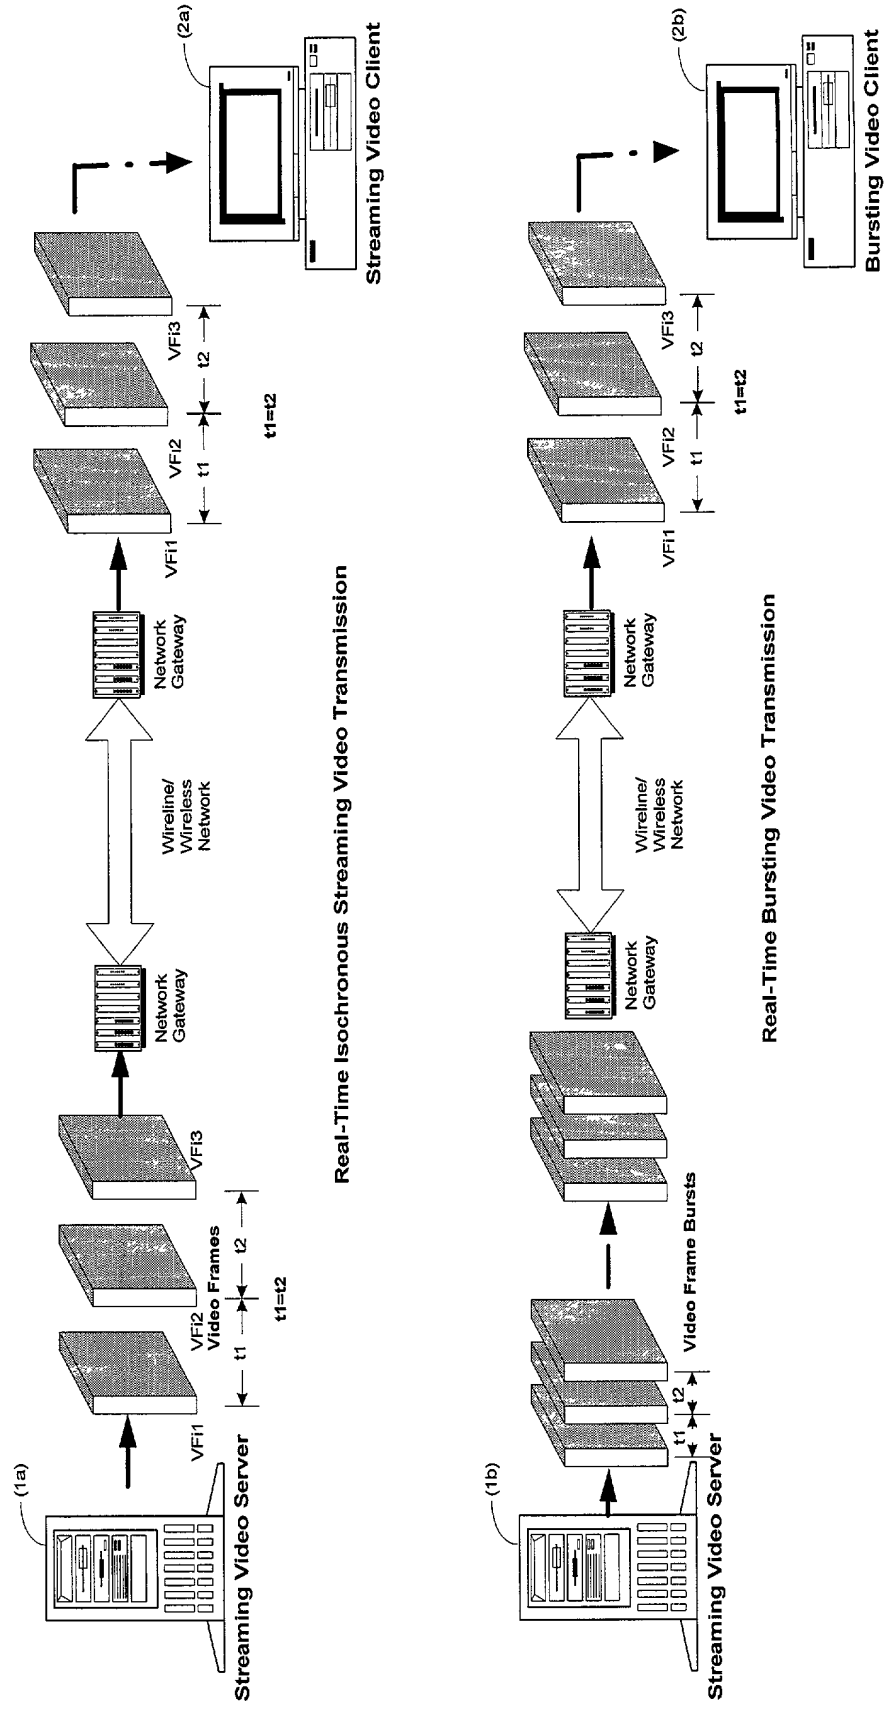 (1a)
Streaming Video Server
VFi1
VFi2
VFi3
Video Frames
t1
t2
t1=t2
Network
Gateway
Wireline/
Wireless
Network
Network
Gateway
VFi1
VFi2
VFi3
t1
t2
t1=t2
(2a)
Streaming Video Client
Real-Time Isochronous Streaming Video Transmission
(1b)
Streaming Video Server
t1
t2
Video Frame Bursts
Network
Gateway
Wireline/
Wireless
Network
Network
Gateway
VFi1
VFi2
VFi3
t1
t2
t1=t2
(2b)
Bursting Video Client
Real-Time Bursting Video Transmission